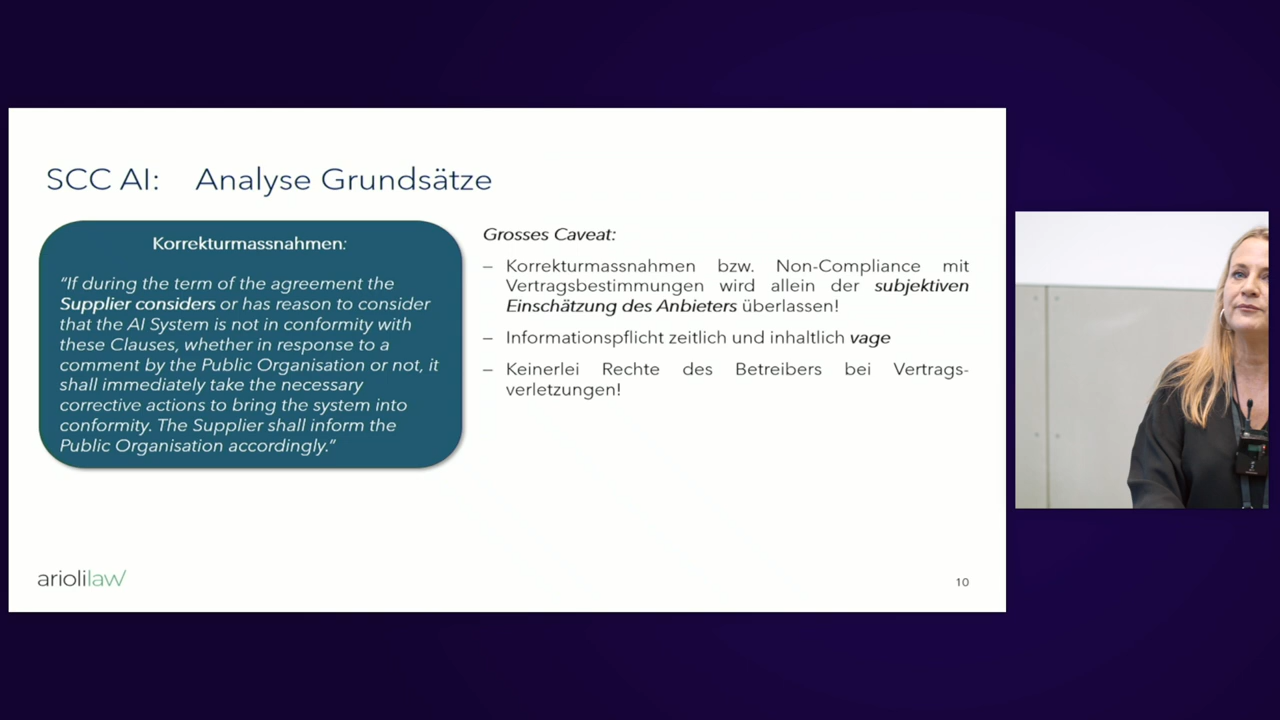 SCC AI: Analyse Grundsätze
Korrekturmassnahmen:
“If during the term of the agreement the
Supplier considers or has reason to consider
that the AI System is not in conformity with
these Clauses, whether in response to a
comment by the Public Organisation or not, it
shall immediately take the necessary
corrective actions to bring the system into
conformity. The Supplier shall inform the
Public Organisation accordingly.”
Grosses Caveat:
– Korrekturmassnahmen bzw. Non-Compliance mit
Vertragsbestimmungen wird allein der subjektiven
Einschätzung des Anbieters überlassen!
– Informationspflicht zeitlich und inhaltlich vage
– Keinerlei Rechte des Betreibers bei Vertrags-
verletzungen!
ariolilaw
10